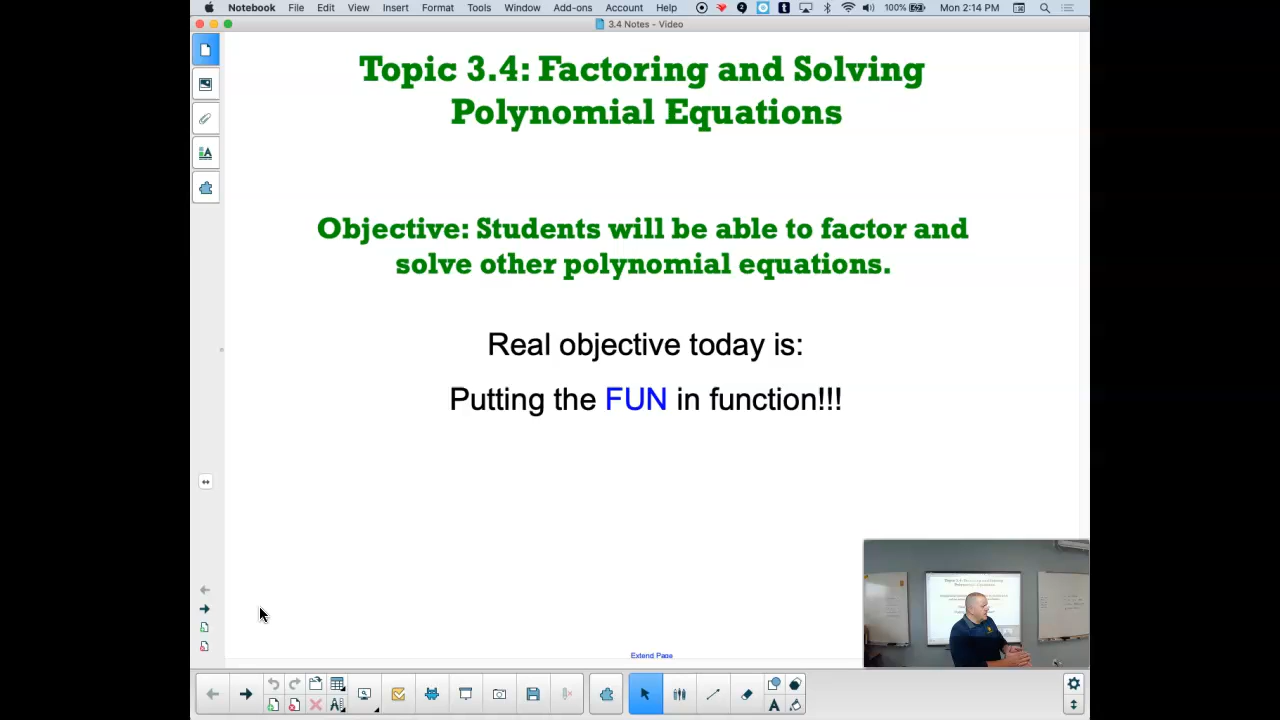 Notebook File Edit View Insert Format Tools Window Add-ons Account Help 100% Mon 2:14 PM
3.4 Notes - Video
Topic 3.4: Factoring and Solving
Polynomial Equations
Objective: Students will be able to factor and
solve other polynomial equations.
Real objective today is:
Putting the FUN in function!!!
Extend Page